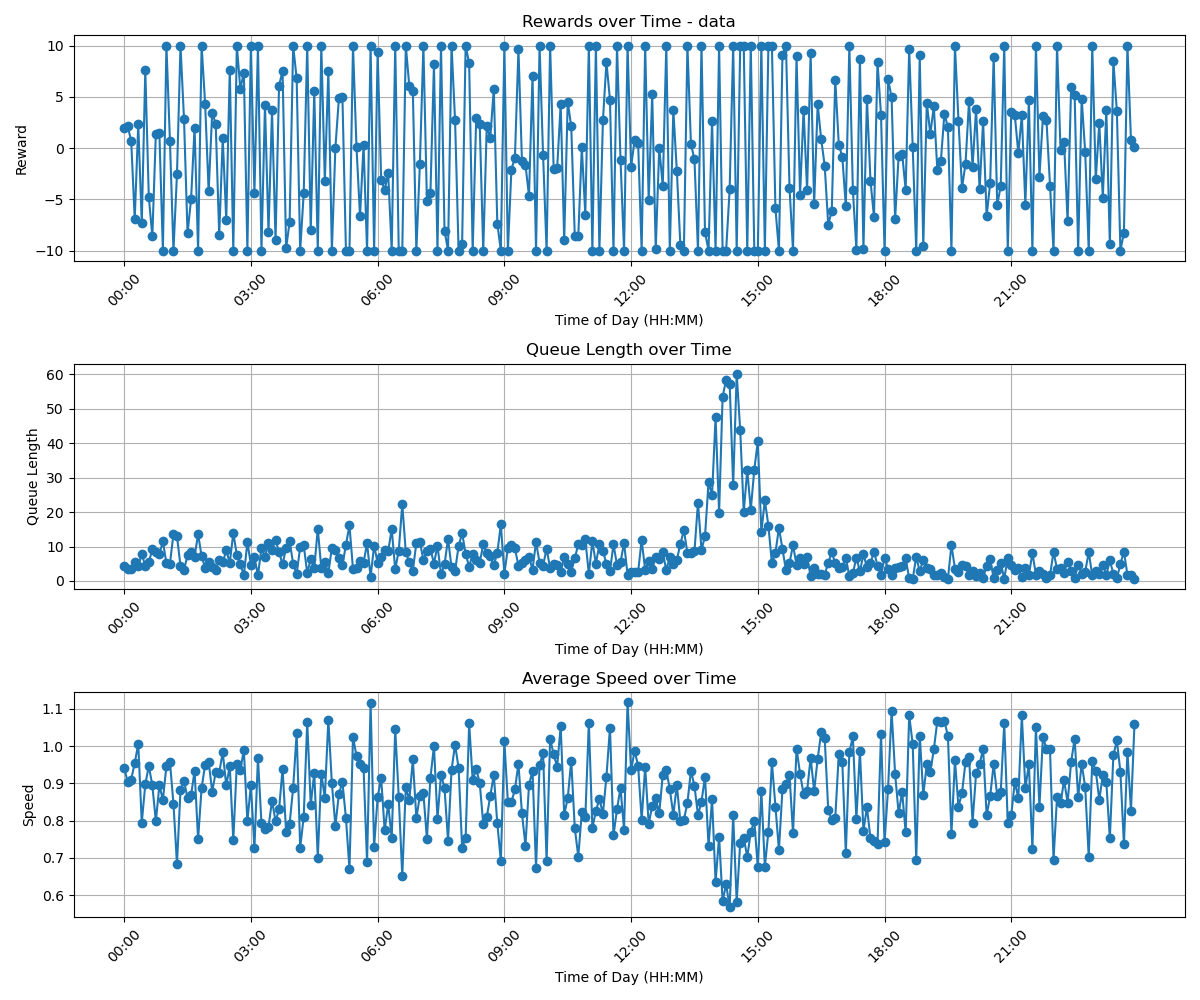 Rewards over Time - data
10
5
0
−5
−10
Reward
00:00 03:00 06:00 09:00 12:00 15:00 18:00 21:00
Time of Day (HH:MM)
Queue Length over Time
60
50
40
30
20
10
0
Queue Length
00:00 03:00 06:00 09:00 12:00 15:00 18:00 21:00
Time of Day (HH:MM)
Average Speed over Time
1.1
1.0
0.9
0.8
0.7
0.6
Speed
00:00 03:00 06:00 09:00 12:00 15:00 18:00 21:00
Time of Day (HH:MM)